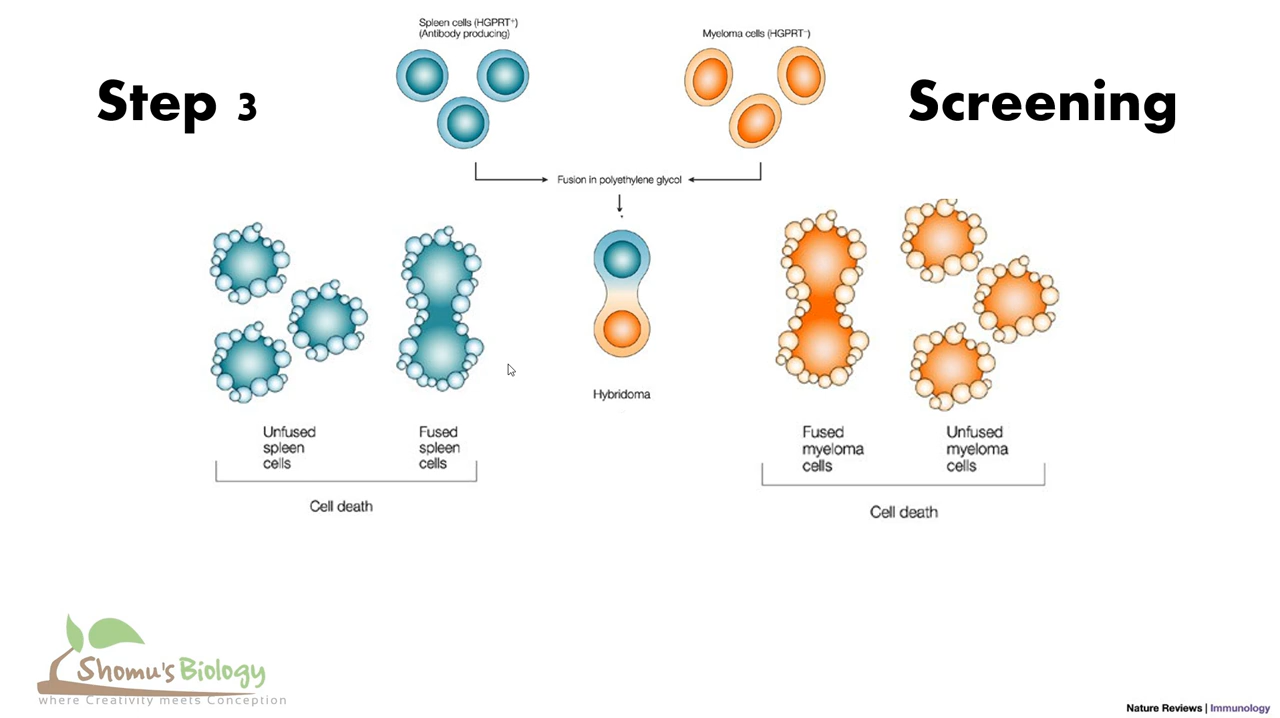 Spleen cells (HGPRT⁺)
(Antibody producing)
Myeloma cells (HGPRT⁻)
Step 3
Screening
Fusion in polyethylene glycol
Hybridoma
Unfused
spleen
cells
Fused
spleen
cells
Fused
myeloma
cells
Unfused
myeloma
cells
Cell death
Cell death
Shomu's Biology
where Creativity meets Conception
Nature Reviews | Immunology